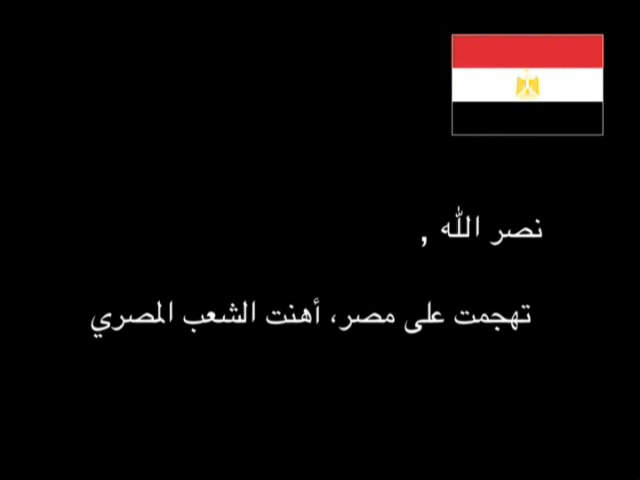 نصر الله ,
تهجمت على مصر، أهنت الشعب المصري